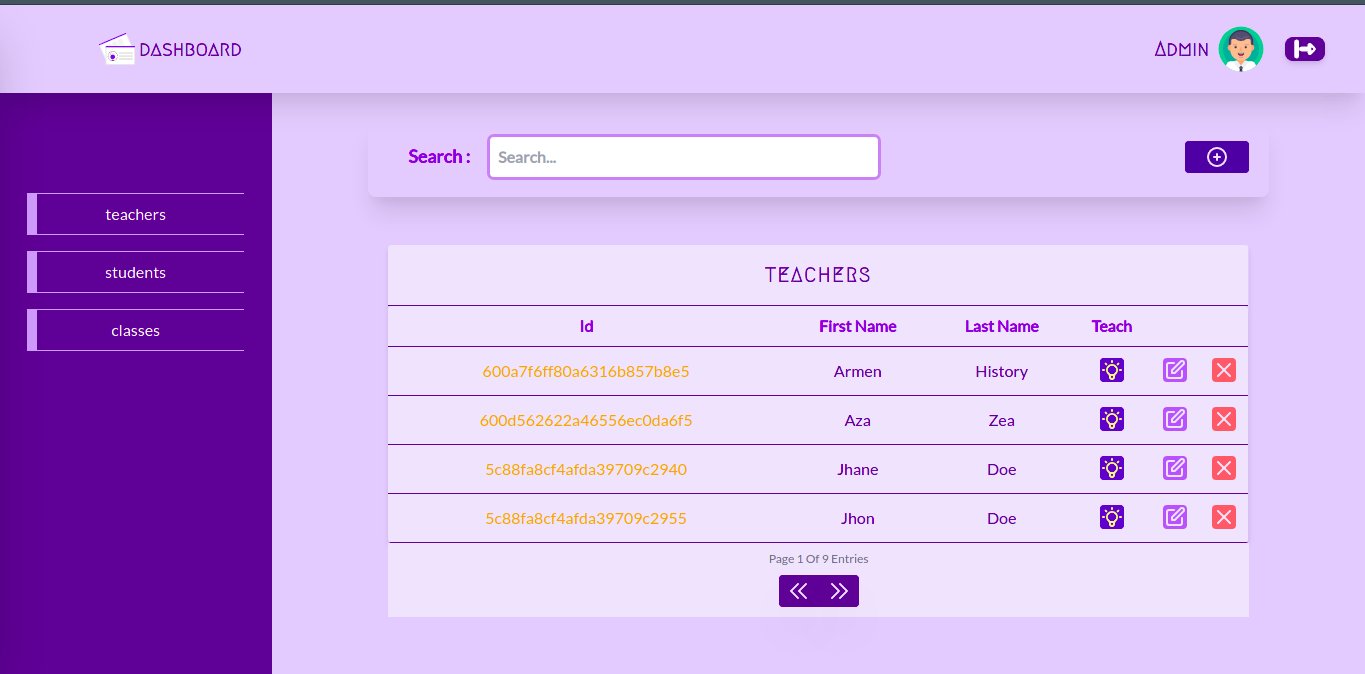 DASHBOARD
Admin
Search :
Search...
teachers
students
classes
TEACHERS
Id First Name Last Name Teach
600a7f6ff80a6316b857b8e5 Armen History
600d562622a46556ec0da6f5 Aza Zea
5c88fa8cf4afda39709c2940 Jhane Doe
5c88fa8cf4afda39709c2955 Jhon Doe
Page 1 Of 9 Entries